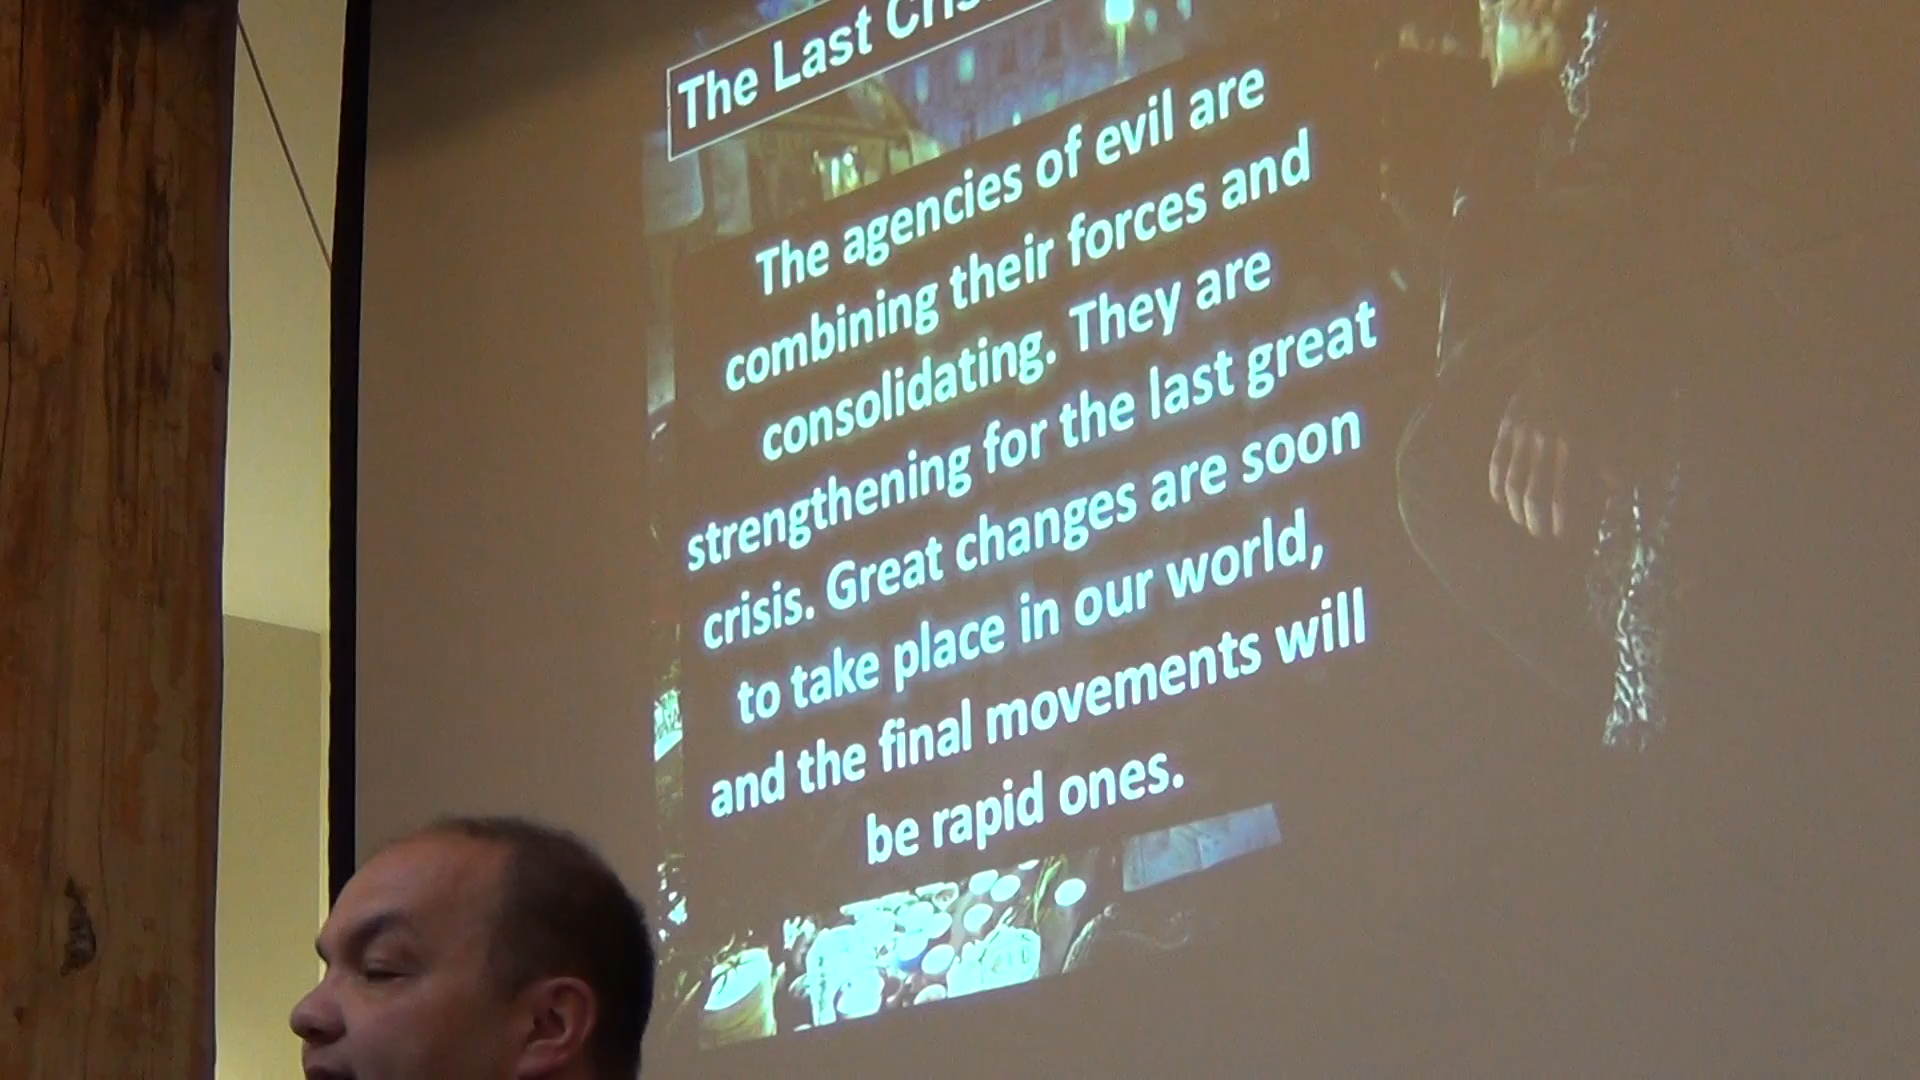 The Last
The agencies of evil are
combining their forces and
consolidating. They are
strengthening for the last great
crisis. Great changes are soon
to take place in our world,
and the final movements will
be rapid ones.